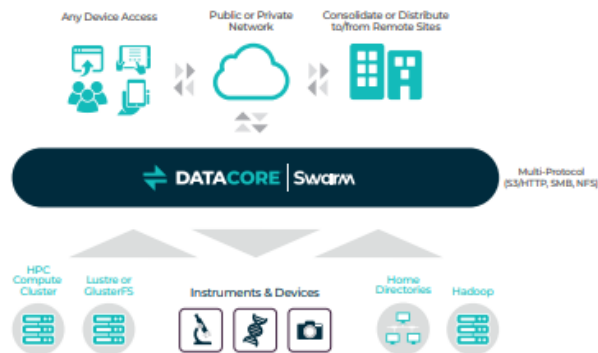 Any Device Access
Public or Private
Network
Consolidate or Distribute
to/from Remote Sites
DATACORE | Swarm
Multi-Protocol
(S3/HTTP, SMB, NFS)
HPC
Compute
Cluster
Lustre or
GlusterFS
Instruments & Devices
Home
Directories
Hadoop